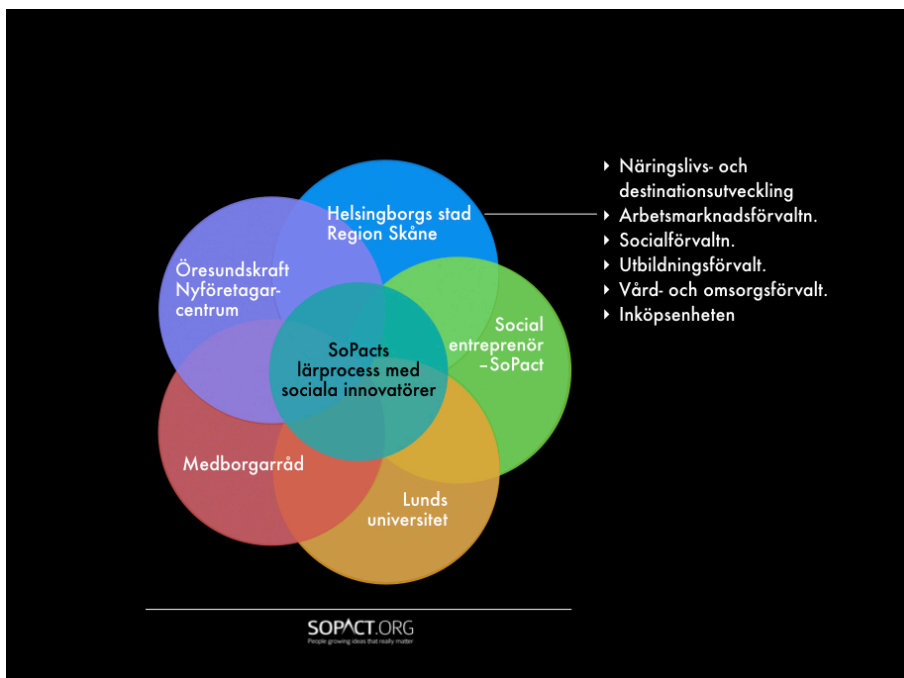 Helsingborgs stad
Region Skåne
Öresundskraft
Nyföretagar-
centrum
Social
entreprenör
–SoPact
SoPacts
lärprocess med
sociala innovatörer
Medborgarråd
Lunds
universitet
Näringslivs- och
destinationsutveckling
Arbetsmarknadsförvaltn.
Socialförvaltn.
Utbildningsförvalt.
Vård- och omsorgsförvalt.
Inköpsenheten
SOPACT.ORG
People growing ideas that really matter